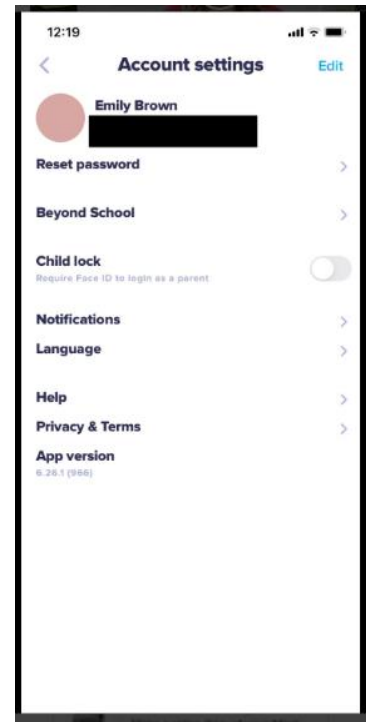 12:19
Account settings
Edit
Emily Brown
Reset password
Beyond School
Child lock
Require Face ID to login as a parent
Notifications
Language
Help
Privacy & Terms
App version
6.28.1 (966)